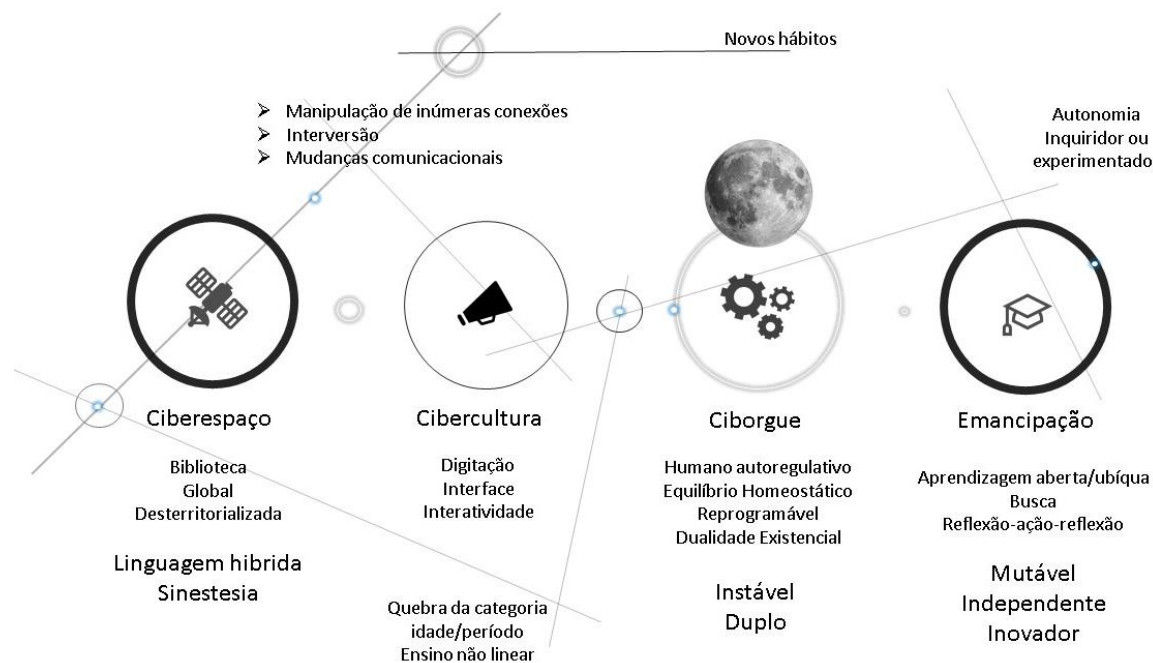 Novos hábitos
Manipulação de inúmeras conexões
Interversão
Mudanças comunicacionais
Autonomia
Inquiridor ou
experimentado
Ciberespaço
Biblioteca
Global
Desterritorializada
Linguagem hibrida
Sinestesia
Cibercultura
Digitação
Interface
Interatividade
Quebra da categoria
idade/período
Ensino não linear
Ciborgue
Humano autoregulativo
Equilíbrio Homeostático
Reprogramável
Dualidade Existencial
Instável
Duplo
Emancipação
Aprendizagem aberta/ubíqua
Busca
Reflexão-ação-reflexão
Mutável
Independente
Inovador